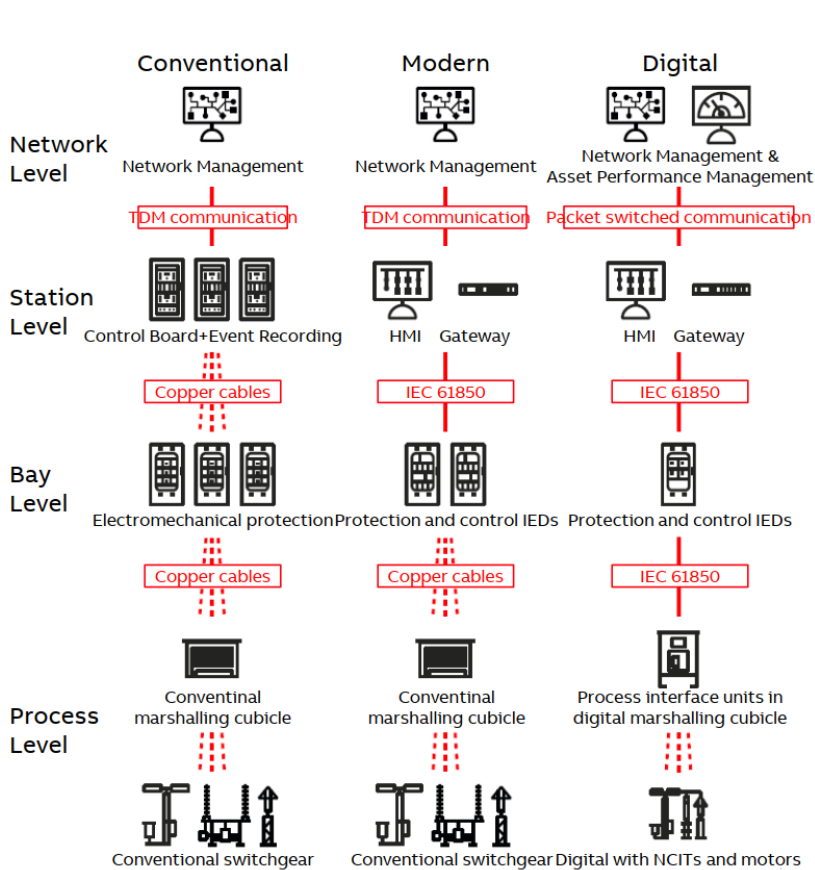 Conventional Modern Digital
Network
Level
Network Management Network Management Network Management &
Asset Performance Management
TDM communication TDM communication Packet switched communication
Station
Level
Control Board+Event Recording HMI Gateway HMI Gateway
Copper cables IEC 61850 IEC 61850
Bay
Level
Electromechanical protection Protection and control IEDs Protection and control IEDs
Copper cables Copper cables IEC 61850
Process
Level
Conventinal
marshalling cubicle
Conventinal
marshalling cubicle
Process interface units in
digital marshalling cubicle
Conventional switchgear Conventional switchgear Digital with NCITs and motors